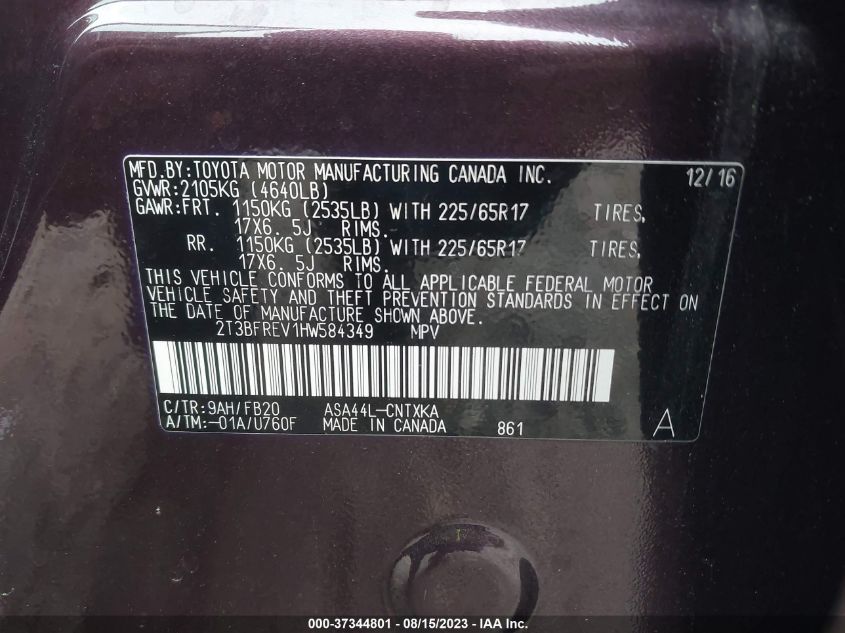 MFD.BY:TOYOTA MOTOR MANUFACTURING CANADA INC. 12/16
GVWR:2105KG (4640LB)
GAWR:FRT. 1150KG (2535LB) WITH 225/65R17 TIRES,
17X6. 5J RIMS.
RR. 1150KG (2535LB) WITH 225/65R17 TIRES,
17X6. 5J RIMS.
THIS VEHICLE CONFORMS TO ALL APPLICABLE FEDERAL MOTOR
VEHICLE SAFETY AND THEFT PREVENTION STANDARDS IN EFFECT ON
THE DATE OF MANUFACTURE SHOWN ABOVE.
2T3BFREV1HW584349 MPV
C/TR:9AH/FB20 ASA44L-CNTXKA
A/TM:-01A/U760F MADE IN CANADA 861 A
000-37344801 - 08/15/2023 - IAA Inc.